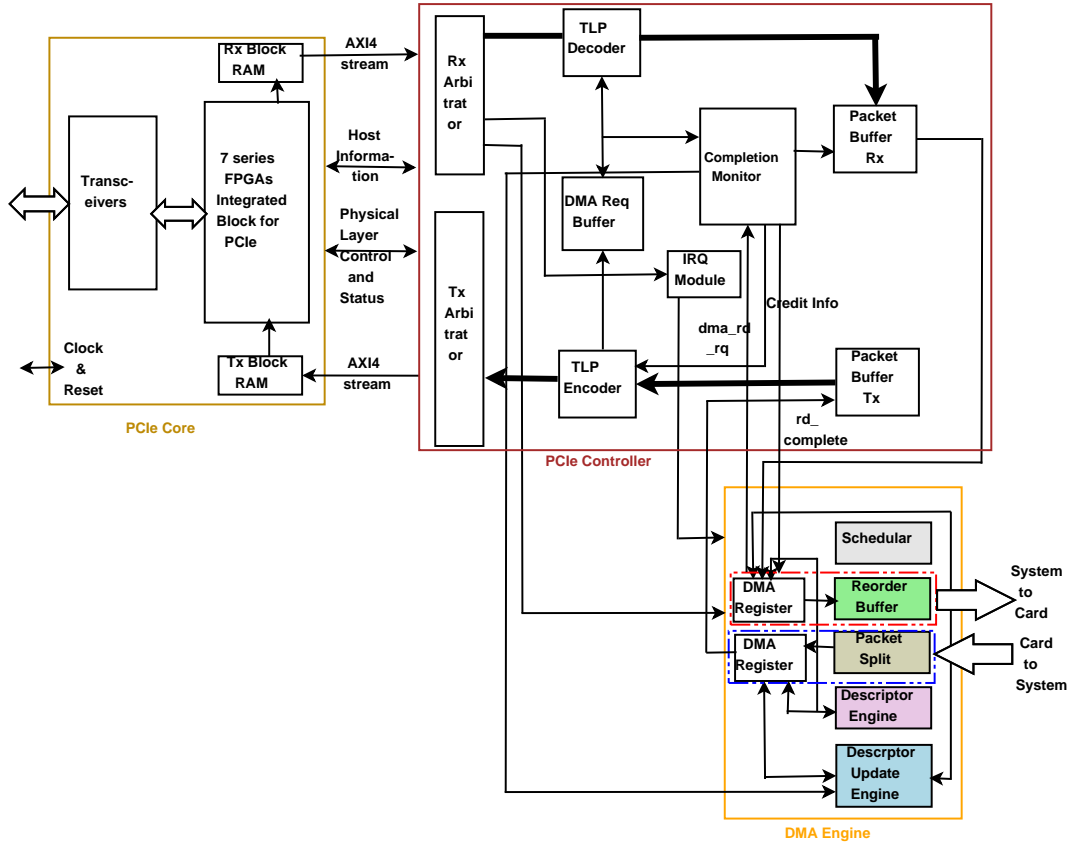 Rx Block
RAM
Transc-
eivers
7 series
FPGAs
Integrated
Block for
PCIe
Tx Block
RAM
Clock
&
Reset
PCIe Core
AXI4
stream
Host
Informa-
tion
Physical
Layer
Control
and
Status
AXI4
stream
Rx
Arbi
trat
or
Tx
Arbi
trat
or
TLP
Decoder
DMA Req
Buffer
Completion
Monitor
Packet
Buffer
Rx
IRQ
Module
Credit Info
dma_rd
_rq
TLP
Encoder
Packet
Buffer
Tx
rd_
complete
PCIe Controller
Schedular
DMA
Register
Reorder
Buffer
DMA
Register
Packet
Split
Descriptor
Engine
Descrptor
Update
Engine
System
to
Card
Card
to
System
DMA Engine